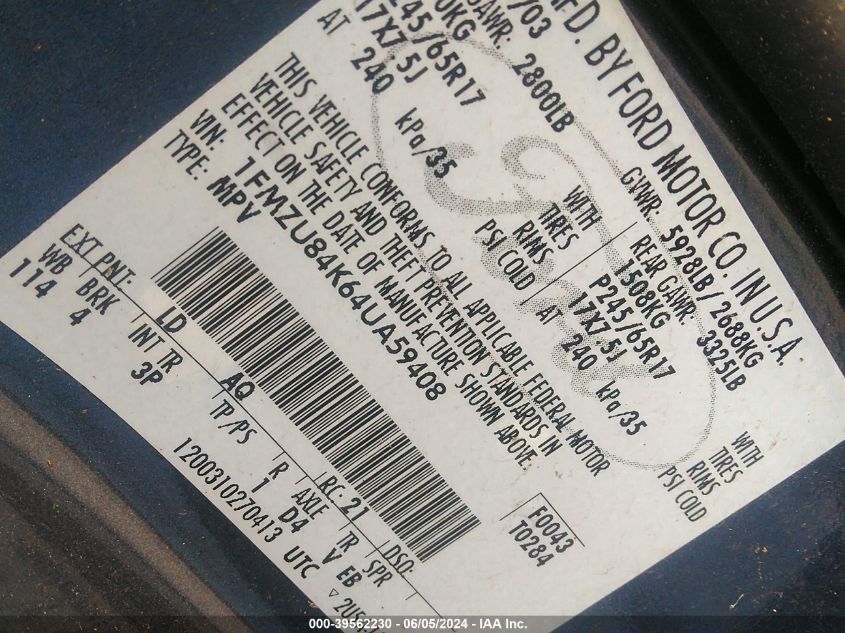 MFD. BY FORD MOTOR CO. IN U.S.A.
/03 GVWR: 5928LB/2688KG
GAWR: 2800LB REAR GAWR: 3325LB
0KG 1508KG WITH
P245/65R17 WITH TIRES P245/65R17 TIRES
17X7.5J RIMS 17X7.5J RIMS
AT 240 kPa/35 PSI COLD AT 240 kPa/35 PSI COLD
THIS VEHICLE CONFORMS TO ALL APPLICABLE FEDERAL MOTOR
VEHICLE SAFETY AND THEFT PREVENTION STANDARDS IN
EFFECT ON THE DATE OF MANUFACTURE SHOWN ABOVE.
VIN: 1FMZU84K64UA59408
TYPE: MPV
F0043
T0284
EXT PNT: LD AQ RC: 21 DSO:
WB BRK INT TR TP/PS R AXLE TR SPR
114 4 3P 1 D4 V EB
1200310270413 UTC
000-39562230 - 06/05/2024 - IAA Inc.